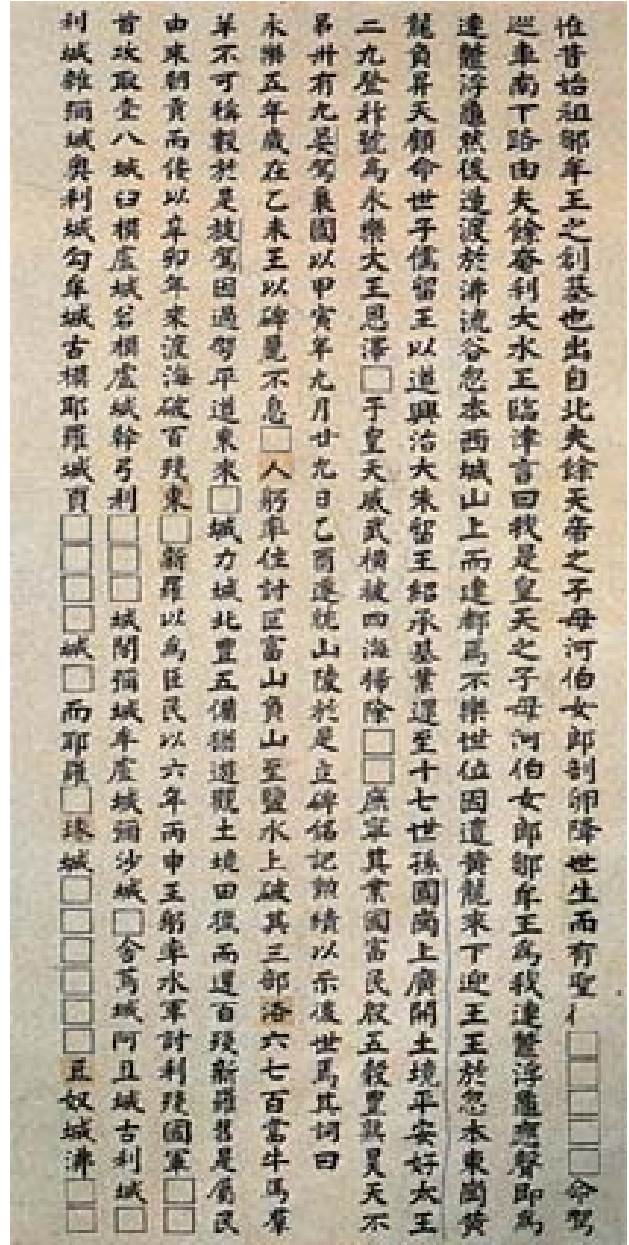 惟昔始祖鄒牟王之創基也出自北夫餘天帝之子母河伯女郎剖卵降世生而有聖亻□□□□□命駕
巡車南下路由夫餘奄利大水王臨津言曰我是皇天之子母河伯女郎鄒牟王爲我連鼈浮龜應聲即爲
連鼈浮龜然後造渡於沸流谷忽本西城山上而建都焉不樂世位因遣黃龍來下迎王王於忽本東岡黃
龍負昇天顧命世子儒留王以道興治大朱留王紹承基業遝至十七世孫國岡上廣開土境平安好太王
二九登祚號爲永樂太王恩澤□于皇天威武橫被四海掃除□□庶寧其業國富民殷五穀豐熟昊天不
弔卅有九晏駕棄國以甲寅年九月廿九日乙酉遷就山陵於是立碑銘記勳績以示後世焉其詞曰
永樂五年歲在乙未王以碑麗不息□人躬率住討叵富山負山至鹽水上破其三部洛六七百當牛馬羣
羊不可稱數於是旋駕因過駕平道東來□城力城北豐五備猶遊觀土境田獵而還百殘新羅舊是屬民
由來朝貢而倭以辛卯年來渡海破百殘東□新羅以爲臣民以六年丙申王躬率水軍討利殘國軍□□
首攻取壹八城臼模盧城各模盧城幹弓利□□□城閣彌城牟盧城彌沙城□舍蔦城阿旦城古利城□
利城雜彌城奧利城勾牟城古模耶羅城頁□□□□城□而耶羅□瑑城□□□□□□豆奴城沸□□